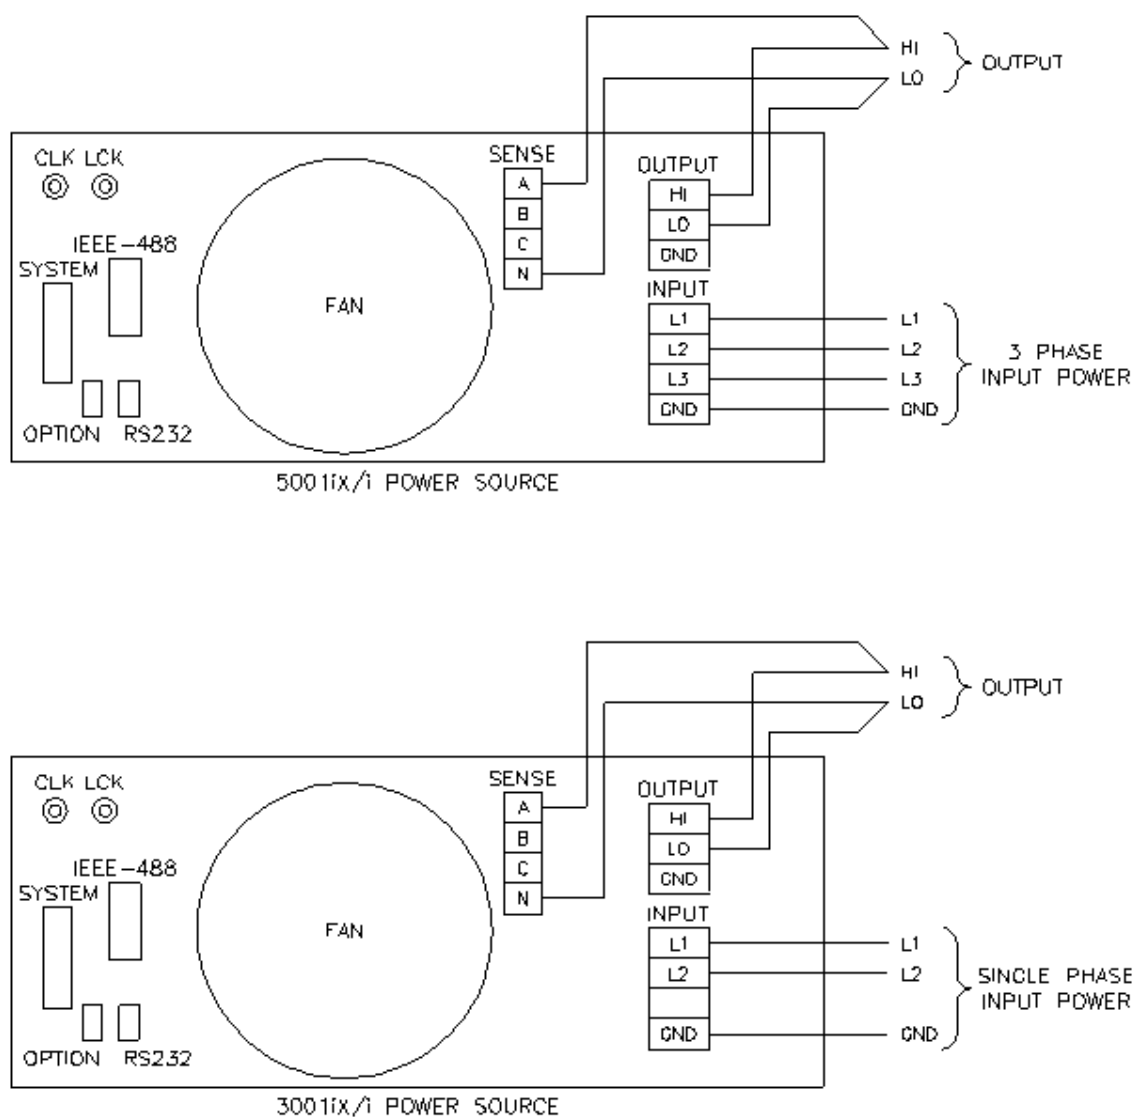 HI
LO
OUTPUT
CLK LCK
SENSE
A
B
C
N
OUTPUT
HI
LO
GND
IEEE-488
SYSTEM
FAN
INPUT
L1
L2
L3
GND
L1
L2
L3
GND
3 PHASE
INPUT POWER
OPTION
RS232
5001iX/i POWER SOURCE
HI
LO
OUTPUT
CLK LCK
SENSE
A
B
C
N
OUTPUT
HI
LO
GND
IEEE-488
SYSTEM
FAN
INPUT
L1
L2
GND
L1
L2
GND
SINGLE PHASE
INPUT POWER
OPTION
RS232
3001iX/i POWER SOURCE